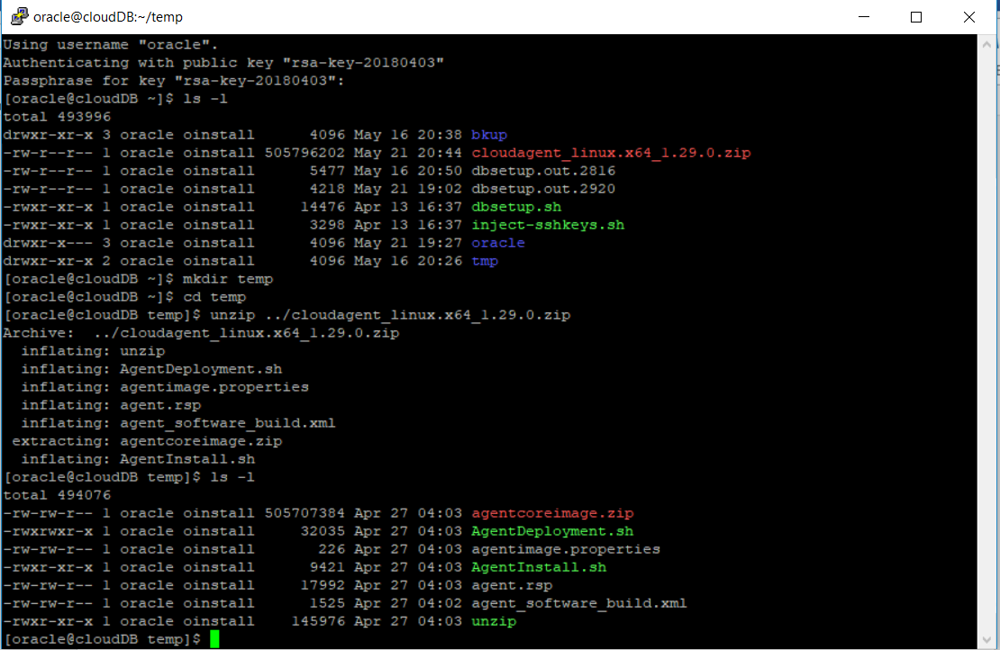 oracle@cloudDB:~/temp
Using username "oracle".
Authenticating with public key "rsa-key-20180403"
Passphrase for key "rsa-key-20180403":
[oracle@cloudDB ~]$ ls -l
total 493996
drwxr-xr-x 3 oracle oinstall      4096 May 16 20:38 bkup
-rw-r--r-- 1 oracle oinstall 505796202 May 21 20:44 cloudagent_linux.x64_1.29.0.zip
-rw-r--r-- 1 oracle oinstall      5477 May 16 20:50 dbsetup.out.2816
-rw-r--r-- 1 oracle oinstall      4218 May 21 19:02 dbsetup.out.2920
-rwxr-xr-x 1 oracle oinstall     14476 Apr 13 16:37 dbsetup.sh
-rwxr-xr-x 1 oracle oinstall      3298 Apr 13 16:37 inject-sshkeys.sh
drwxr-x--- 3 oracle oinstall      4096 May 21 19:27 oracle
drwxr-xr-x 2 oracle oinstall      4096 May 16 20:26 tmp
[oracle@cloudDB ~]$ mkdir temp
[oracle@cloudDB ~]$ cd temp
[oracle@cloudDB temp]$ unzip ../cloudagent_linux.x64_1.29.0.zip
Archive:  ../cloudagent_linux.x64_1.29.0.zip
  inflating: unzip
  inflating: AgentDeployment.sh
  inflating: agentimage.properties
  inflating: agent.rsp
  inflating: agent_software_build.xml
 extracting: agentcoreimage.zip
  inflating: AgentInstall.sh
[oracle@cloudDB temp]$ ls -l
total 494076
-rw-rw-r-- 1 oracle oinstall 505707384 Apr 27 04:03 agentcoreimage.zip
-rwxrwxr-x 1 oracle oinstall     32035 Apr 27 04:03 AgentDeployment.sh
-rw-rw-r-- 1 oracle oinstall       226 Apr 27 04:03 agentimage.properties
-rwxr-xr-x 1 oracle oinstall      9421 Apr 27 04:03 AgentInstall.sh
-rw-rw-r-- 1 oracle oinstall     17992 Apr 27 04:03 agent.rsp
-rw-rw-r-- 1 oracle oinstall      1525 Apr 27 04:02 agent_software_build.xml
-rwxr-xr-x 1 oracle oinstall    145976 Apr 27 04:03 unzip
[oracle@cloudDB temp]$